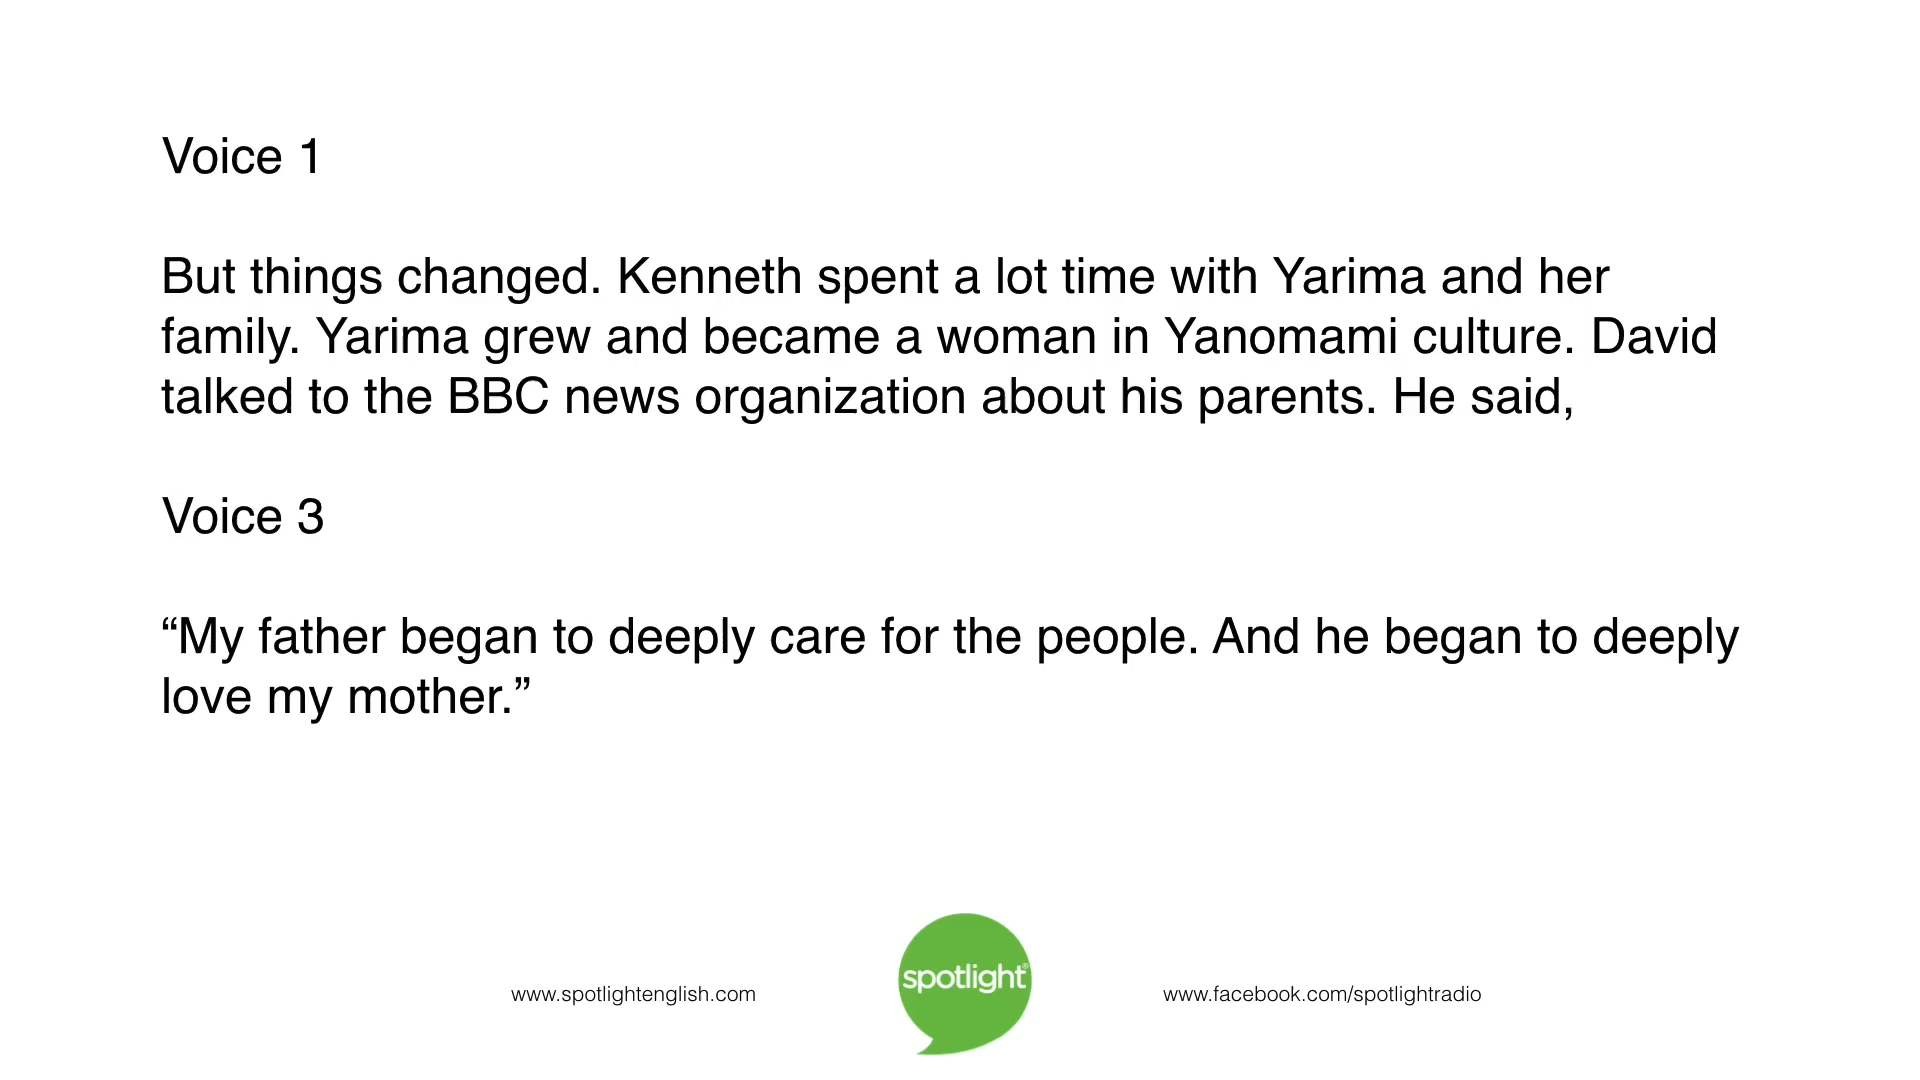 Voice 1
But things changed. Kenneth spent a lot time with Yarima and her
family. Yarima grew and became a woman in Yanomami culture. David
talked to the BBC news organization about his parents. He said,
Voice 3
“My father began to deeply care for the people. And he began to deeply
love my mother.”
www.spotlightenglish.com
spotlight®
www.facebook.com/spotlightradio